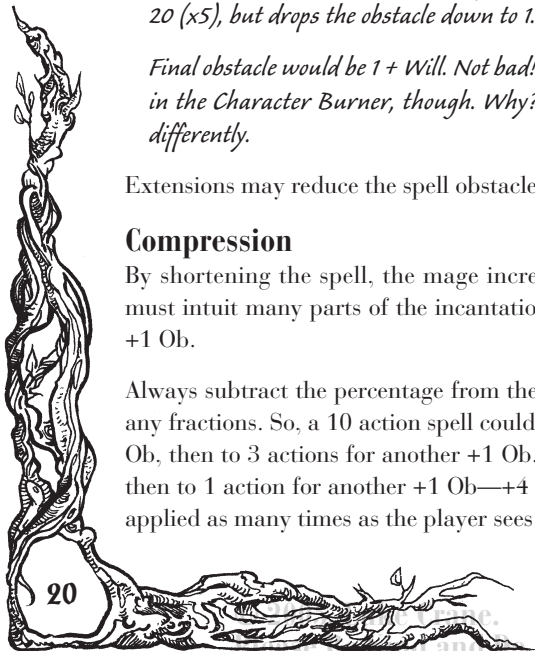 20 (x5), but drops the obstacle down to 1.
Final obstacle would be 1 + Will. Not bad!
in the Character Burner, though. Why?
differently.
Extensions may reduce the spell obstacle
Compression
By shortening the spell, the mage incre
must intuit many parts of the incantatio
+1 Ob.
Always subtract the percentage from the
any fractions. So, a 10 action spell could
Ob, then to 3 actions for another +1 Ob.
then to 1 action for another +1 Ob—+4
applied as many times as the player sees
20
Crane.
and